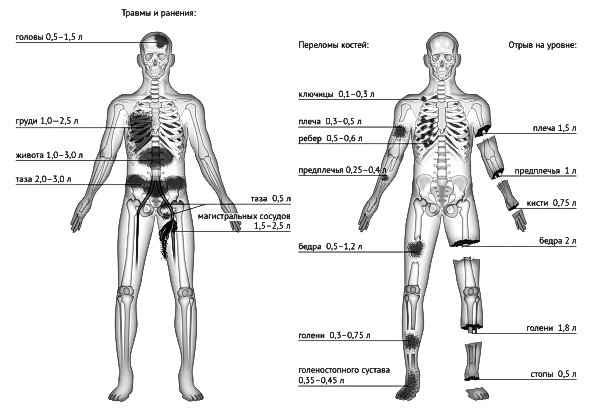 Травмы и ранения:
головы 0,5–1,5 л
груди 1,0–2,5 л
живота 1,0–3,0 л
таза 2,0–3,0 л
таза 0,5 л
магистральных сосудов
1,5–2,5 л
Переломы костей:
ключицы 0,1–0,3 л
плеча 0,3–0,5 л
ребер 0,5–0,6 л
предплечья 0,25–0,4 л
бедра 0,5–1,2 л
голени 0,3–0,75 л
голеностопного сустава
0,35–0,45 л
Отрыв на уровне:
плеча 1,5 л
предплечья 1 л
кисти 0,75 л
бедра 2 л
голени 1,8 л
стопы 0,5 л